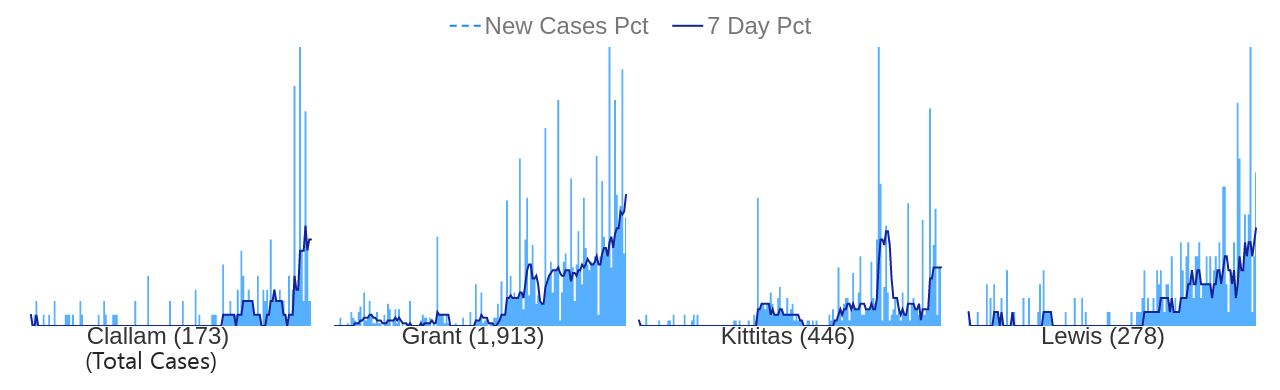 New Cases Pct 7 Day Pct
Clallam (173) Grant (1,913) Kittitas (446) Lewis (278)
(Total Cases)